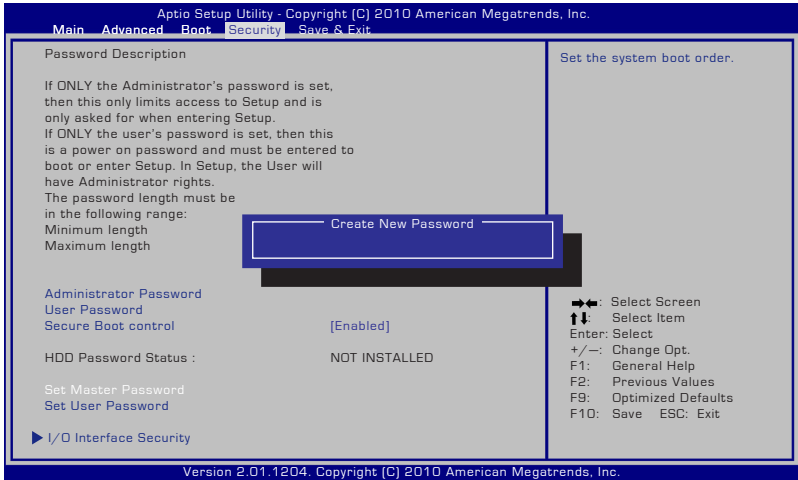 Aptio Setup Utility - Copyright (C) 2010 American Megatrends, Inc.
Main Advanced Boot Security Save & Exit
Password Description
If ONLY the Administrator's password is set,
then this only limits access to Setup and is
only asked for when entering Setup.
If ONLY the user's password is set, then this
is a power on password and must be entered to
boot or enter Setup. In Setup, the User will
have Administrator rights.
The password length must be
in the following range:
Minimum length
Maximum length
Create New Password
Administrator Password
User Password
Secure Boot control [Enabled]
HDD Password Status : NOT INSTALLED
Set Master Password
Set User Password
I/O Interface Security
Set the system boot order.
→←: Select Screen
↑↓: Select Item
Enter: Select
+/—: Change Opt.
F1: General Help
F2: Previous Values
F9: Optimized Defaults
F10: Save ESC: Exit
Version 2.01.1204. Copyright (C) 2010 American Megatrends, Inc.